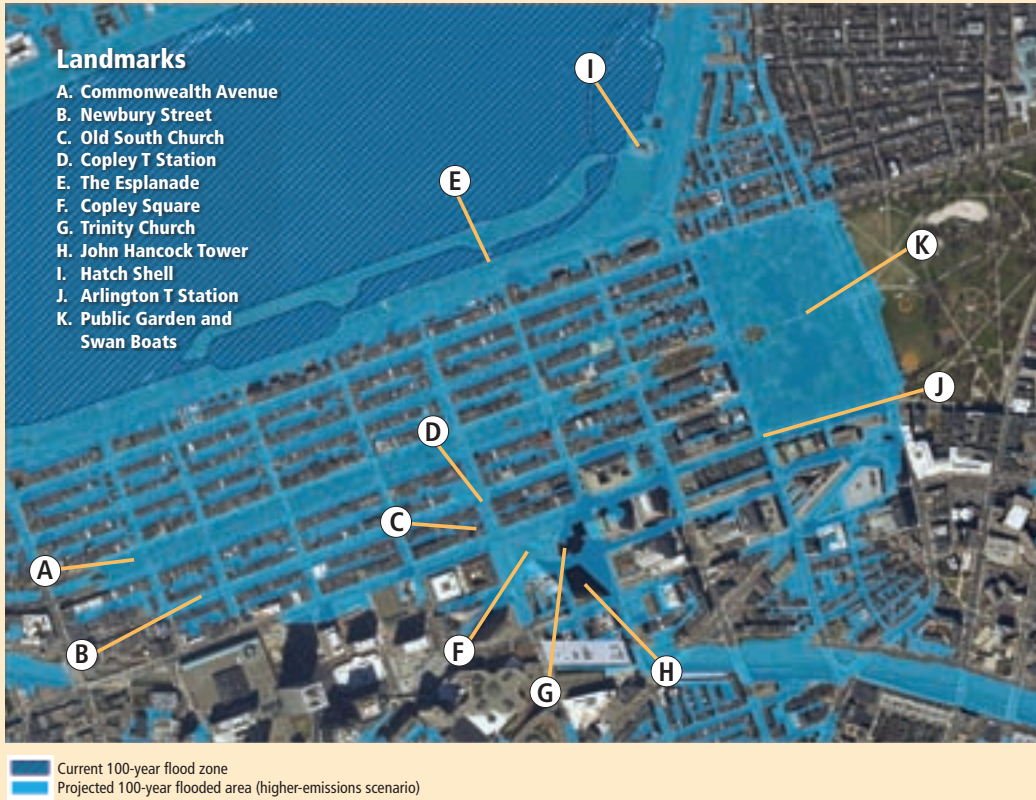 Landmarks
A. Commonwealth Avenue
B. Newbury Street
C. Old South Church
D. Copley T Station
E. The Esplanade
F. Copley Square
G. Trinity Church
H. John Hancock Tower
I. Hatch Shell
J. Arlington T Station
K. Public Garden and
Swan Boats
I
E
K
J
D
C
A
B
F
G
H
Current 100-year flood zone
Projected 100-year flooded area (higher-emissions scenario)